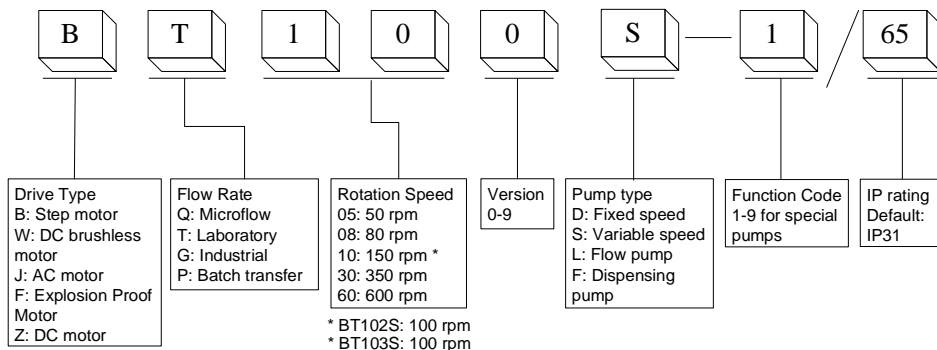 B T 1 0 0 S 1 65
Drive Type
B: Step motor
W: DC brushless
motor
J: AC motor
F: Explosion Proof
Motor
Z: DC motor
Flow Rate
Q: Microflow
T: Laboratory
G: Industrial
P: Batch transfer
Rotation Speed
05: 50 rpm
08: 80 rpm
10: 150 rpm *
30: 350 rpm
60: 600 rpm
* BT102S: 100 rpm
* BT103S: 100 rpm
Version
0-9
Pump type
D: Fixed speed
S: Variable speed
L: Flow pump
F: Dispensing
pump
Function Code
1-9 for special
pumps
IP rating
Default:
IP31